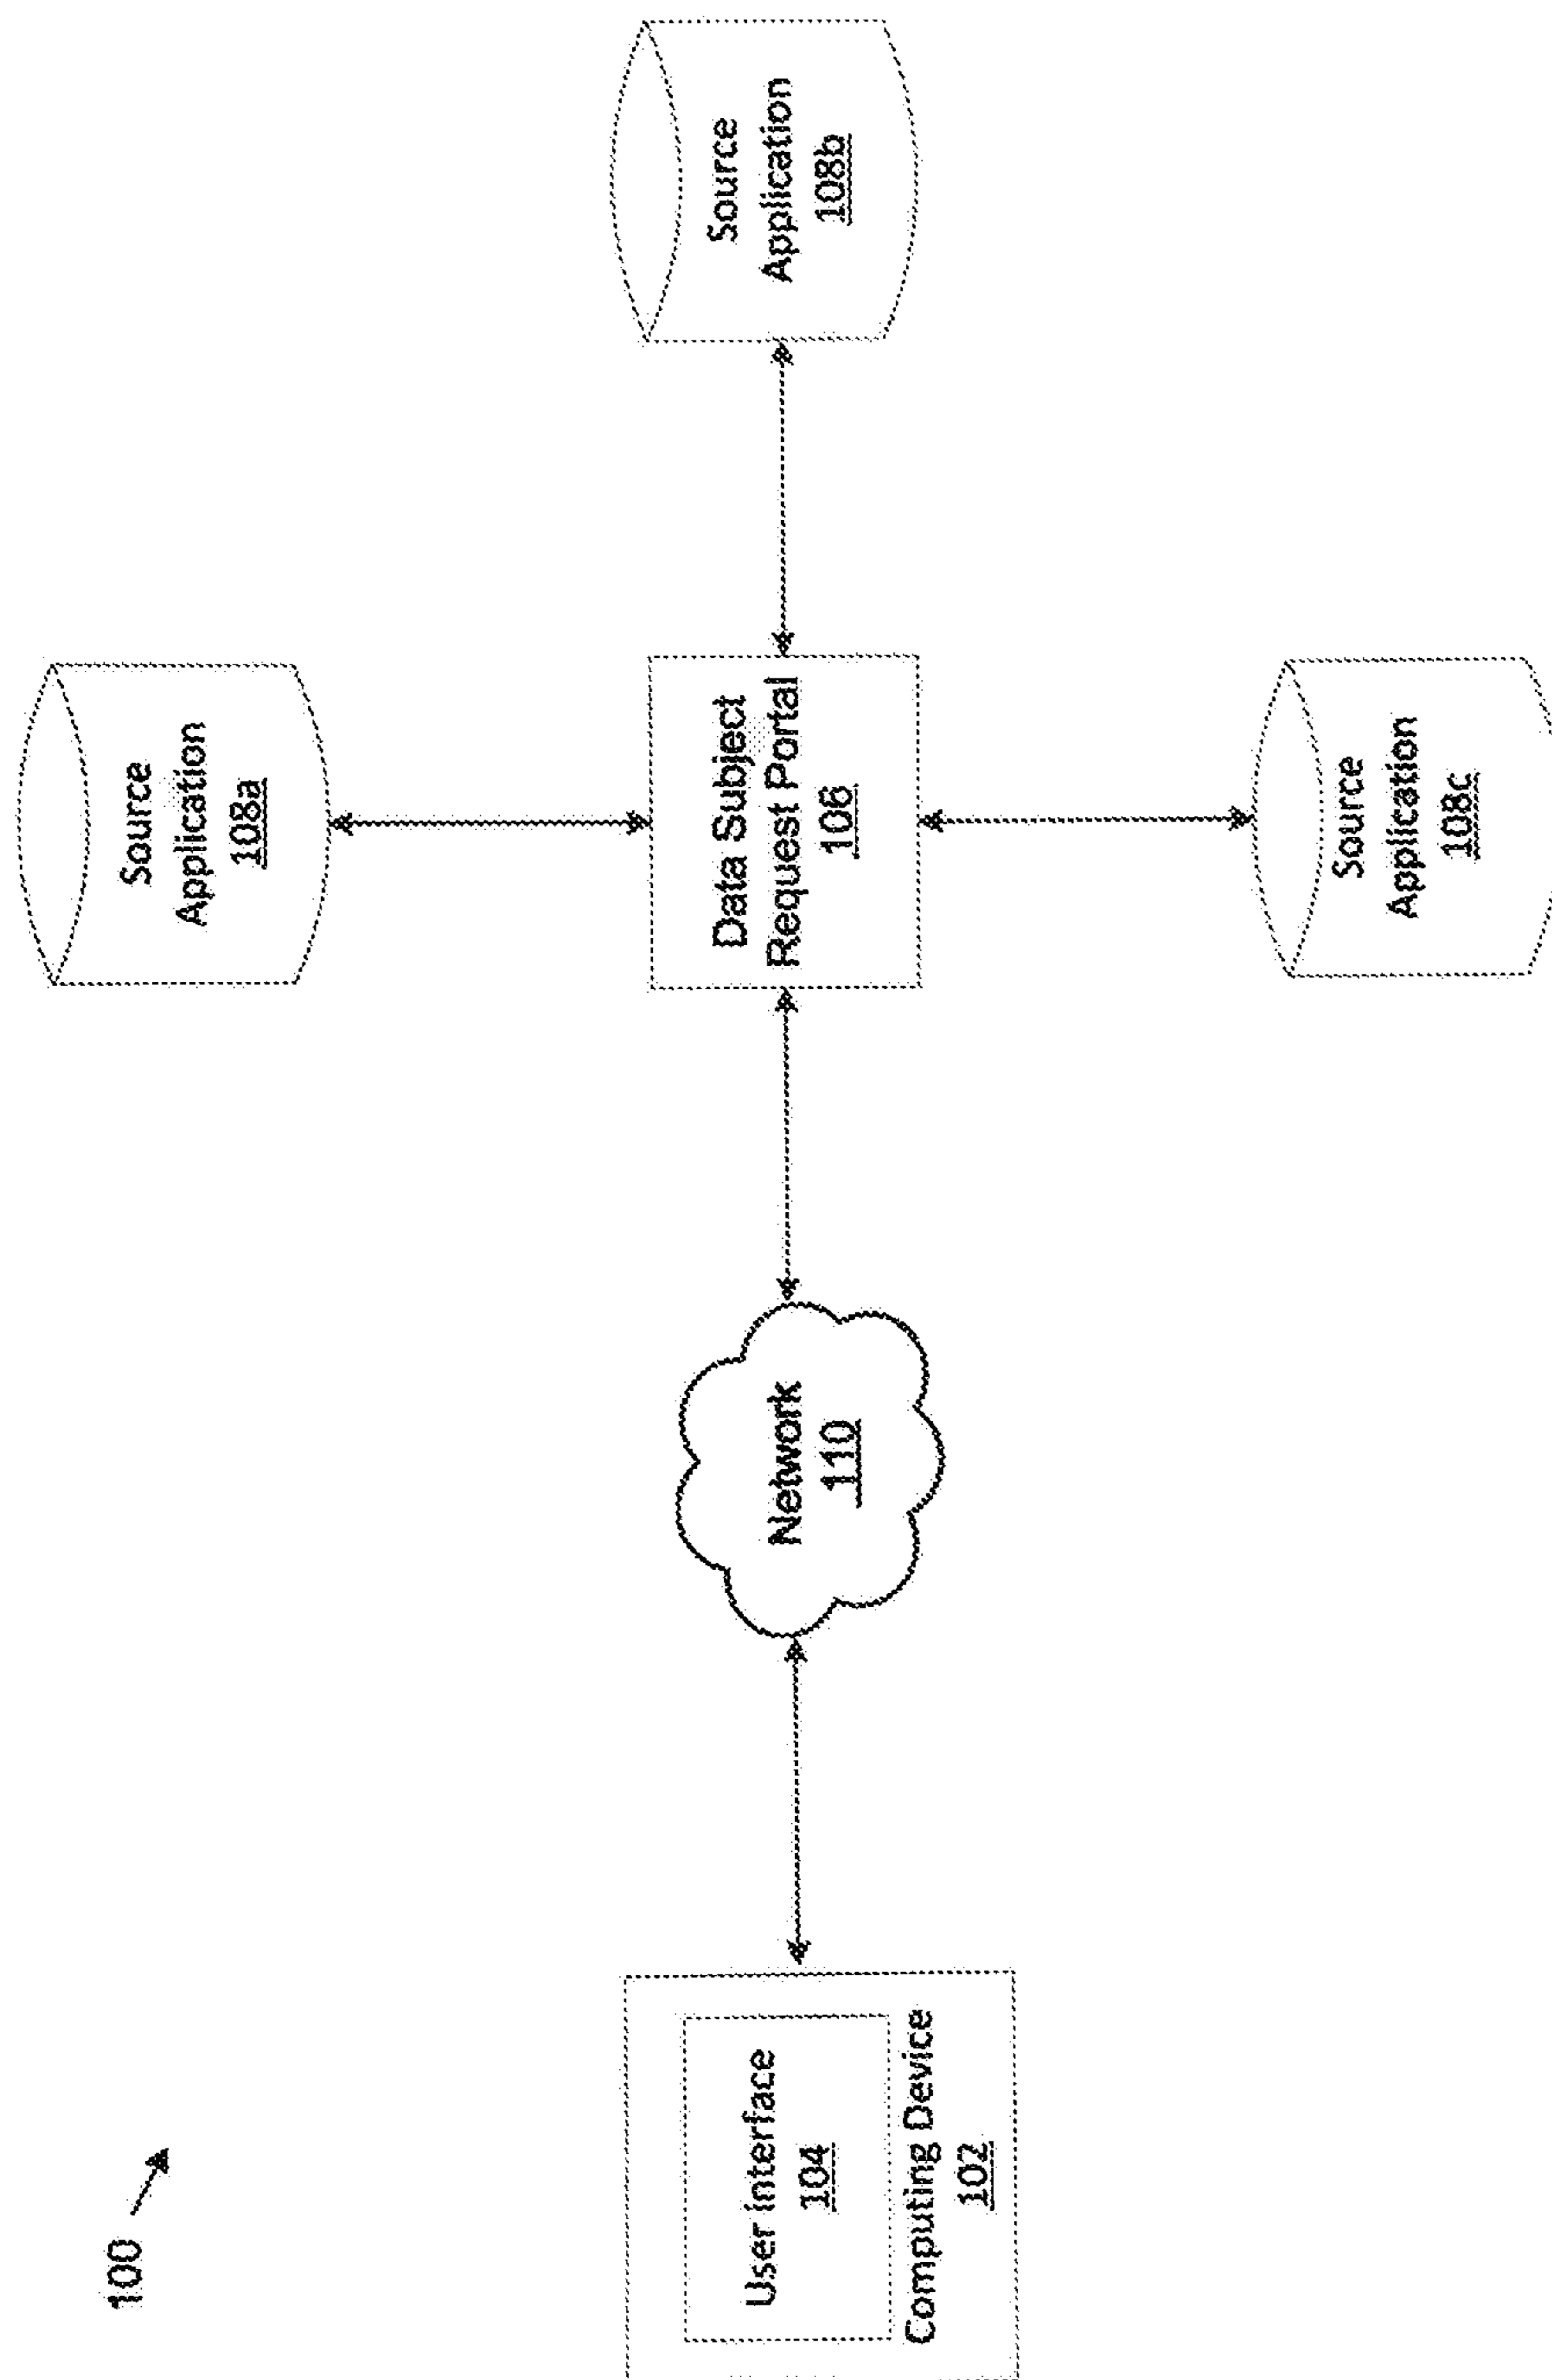 100
Source
Application
108a
User interface
104
Computing Device
102
Network
110
Data Subject
Request Portal
106
Source
Application
108b
Source
Application
108c